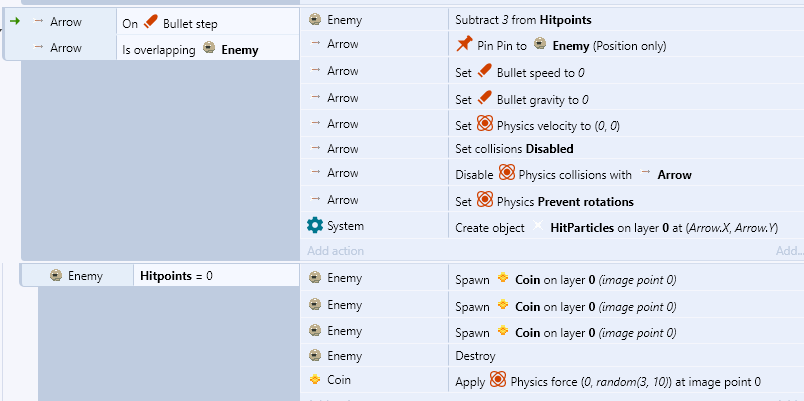 Arrow On Bullet step Enemy Subtract 3 from Hitpoints
Arrow Is overlapping Enemy Arrow Pin Pin to Enemy (Position only)
Arrow Set Bullet speed to 0
Arrow Set Bullet gravity to 0
Arrow Set Physics velocity to (0, 0)
Arrow Set collisions Disabled
Arrow Disable Physics collisions with Arrow
Arrow Set Physics Prevent rotations
System Create object HitParticles on layer 0 at (Arrow.X, Arrow.Y)
Add action Add...
Enemy Hitpoints = 0 Enemy Spawn Coin on layer 0 (image point 0)
Enemy Spawn Coin on layer 0 (image point 0)
Enemy Spawn Coin on layer 0 (image point 0)
Enemy Destroy
Coin Apply Physics force (0, random(3, 10)) at image point 0